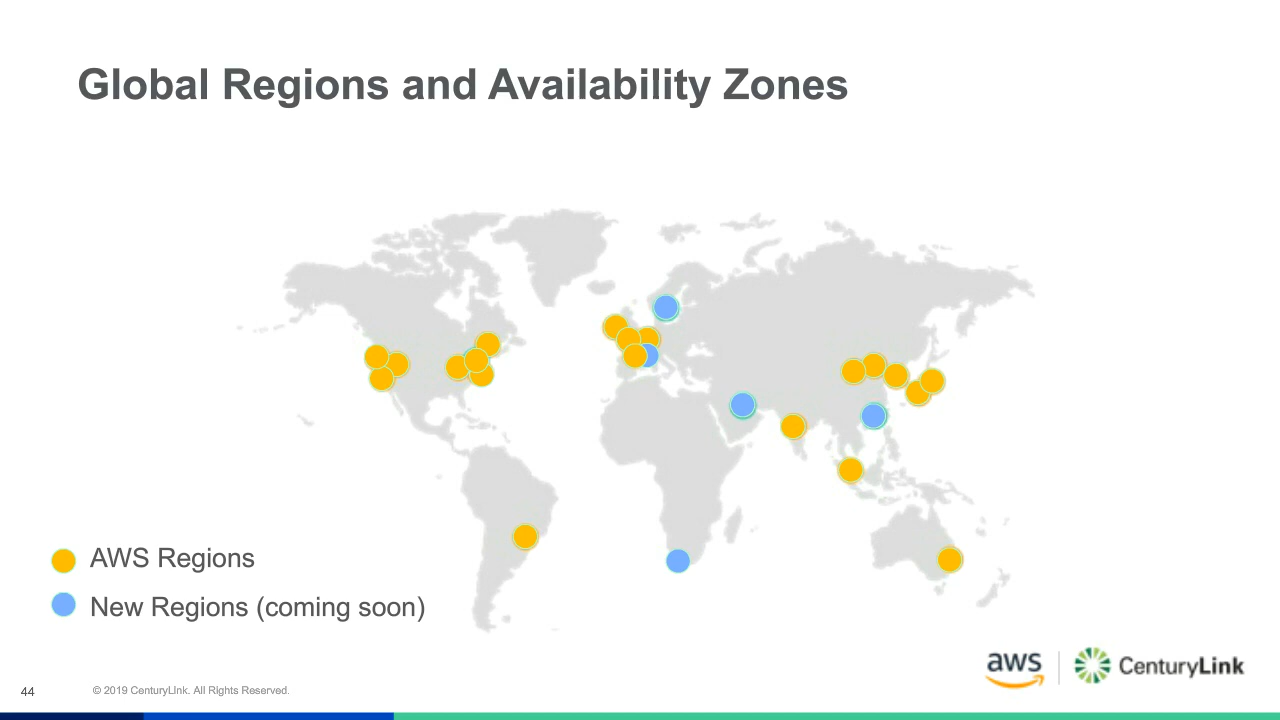 Global Regions and Availability Zones
AWS Regions
New Regions (coming soon)
44
© 2019 CenturyLink. All Rights Reserved.
aws
CenturyLink